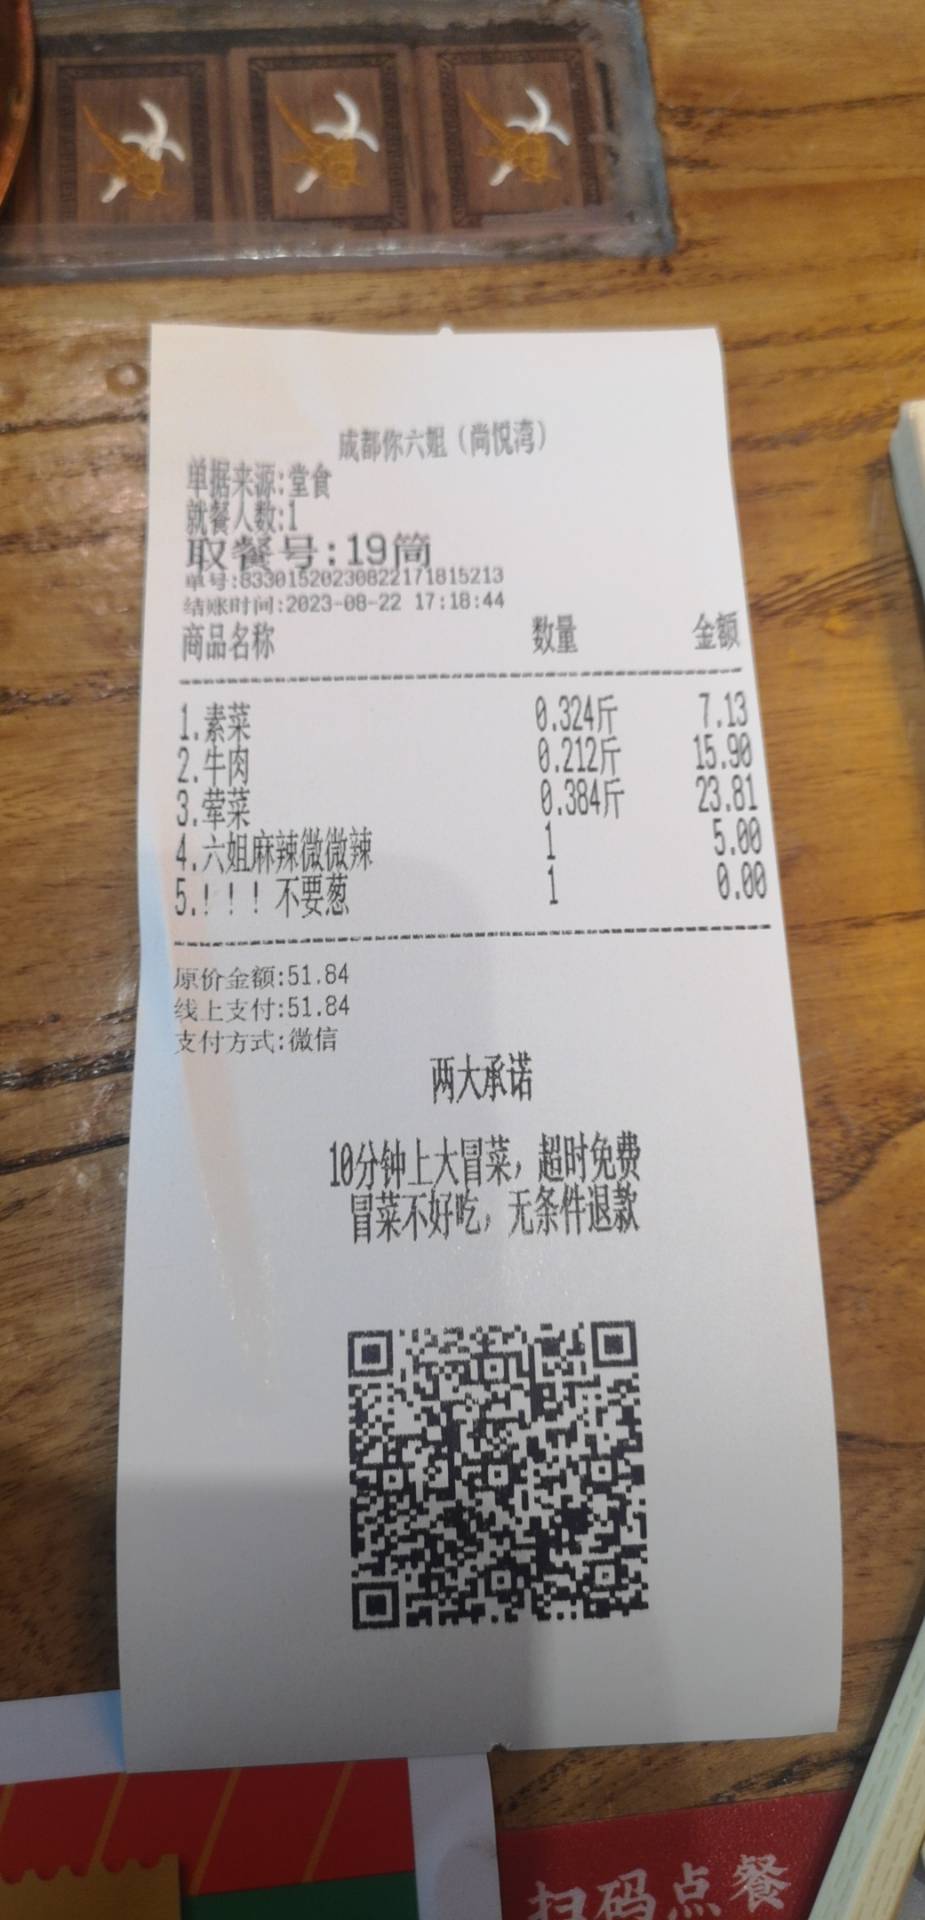 成都你六姐（尚悦湾）
单据来源:堂食
就餐人数:1
取餐号:19筒
单号:83301520230822171815213
结账时间:2023-08-22 17:18:44
商品名称 数量 金额
1.素菜 0.324斤 7.13
2.牛肉 0.212斤 15.90
3.荤菜 0.384斤 23.81
4.六姐麻辣微微辣 1 5.00
5.！！！不要葱 1 0.00
原价金额:51.84
线上支付:51.84
支付方式:微信
两大承诺
10分钟上大冒菜，超时免费
冒菜不好吃，无条件退款
扫码点餐